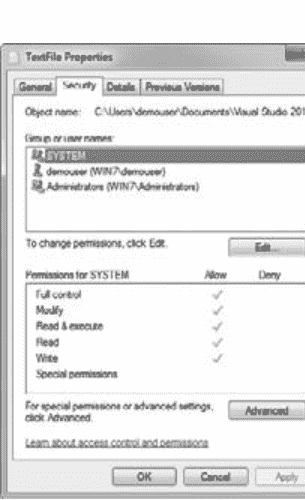 TextFile Properties
General Security Details Previous Versions
Object name: C:\Users\demouser\Documents\Visual Studio 201
Group or user names:
SYSTEM
demouser (WIN7\demouser)
Administrators (WIN7\Administrators)
To change permissions, click Edit.
Edit...
Permissions for SYSTEM Allow Deny
Full control
Modify
Read & execute
Read
Write
Special permissions
For special permissions or advanced settings, Advanced
click Advanced.
Learn about access control and permissions
OK Cancel Apply